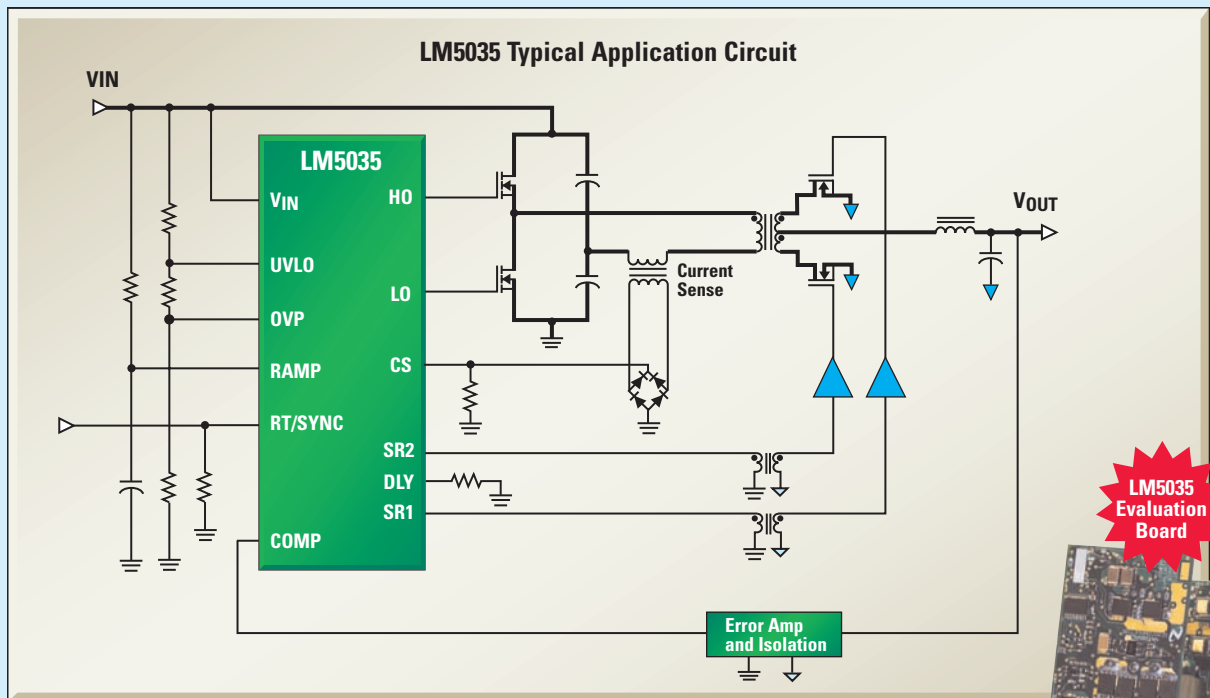 LM5035 Typical Application Circuit
VIN
LM5035
VIN
UVLO
OVP
RAMP
RT/SYNC
COMP
HO
LO
CS
SR2
DLY
SR1
Current
Sense
VOUT
Error Amp
and Isolation
LM5035
Evaluation
Board